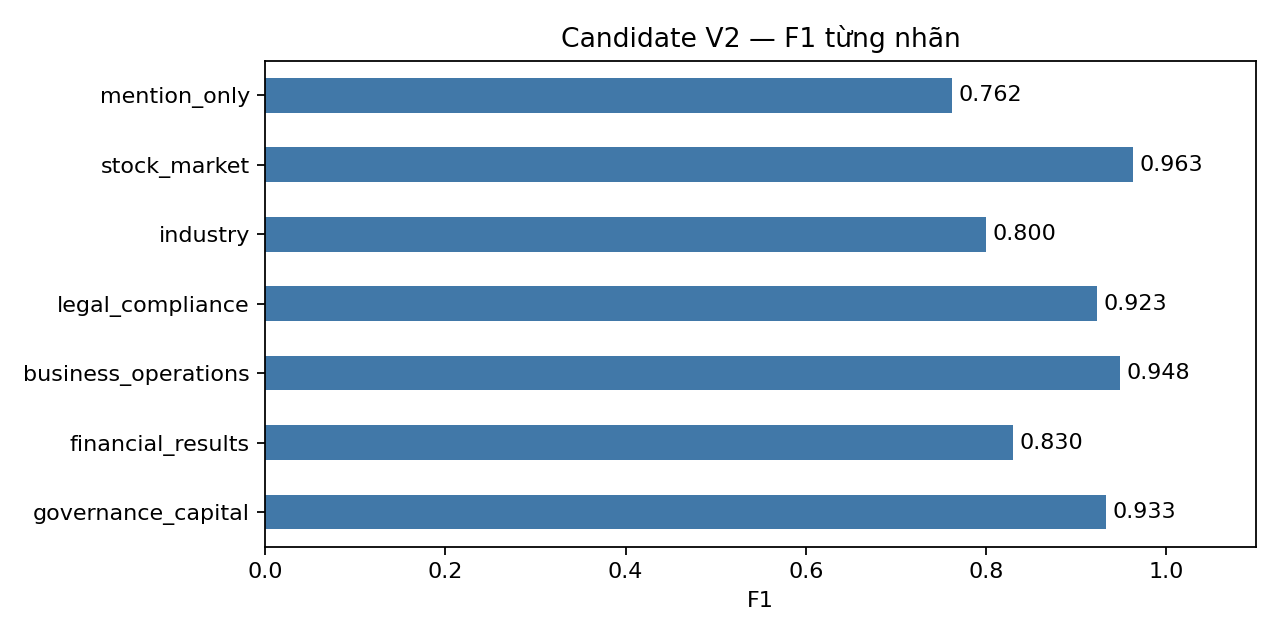 Candidate V2 — F1 từng nhãn
mention_only 0.762
stock_market 0.963
industry 0.800
legal_compliance 0.923
business_operations 0.948
financial_results 0.830
governance_capital 0.933
0.0 0.2 0.4 0.6 0.8 1.0
F1